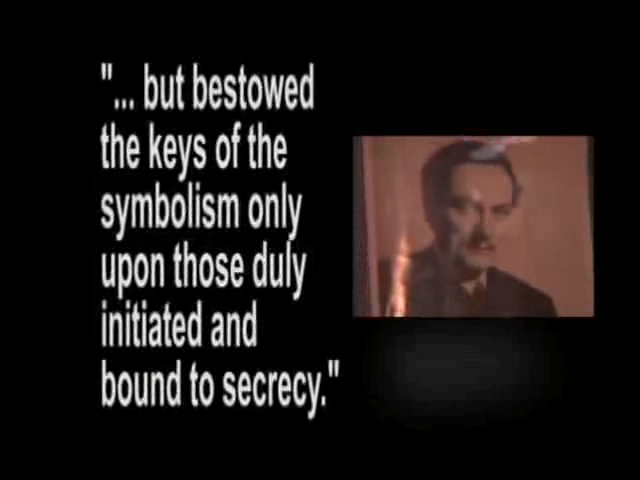 "... but bestowed
the keys of the
symbolism only
upon those duly
initiated and
bound to secrecy."